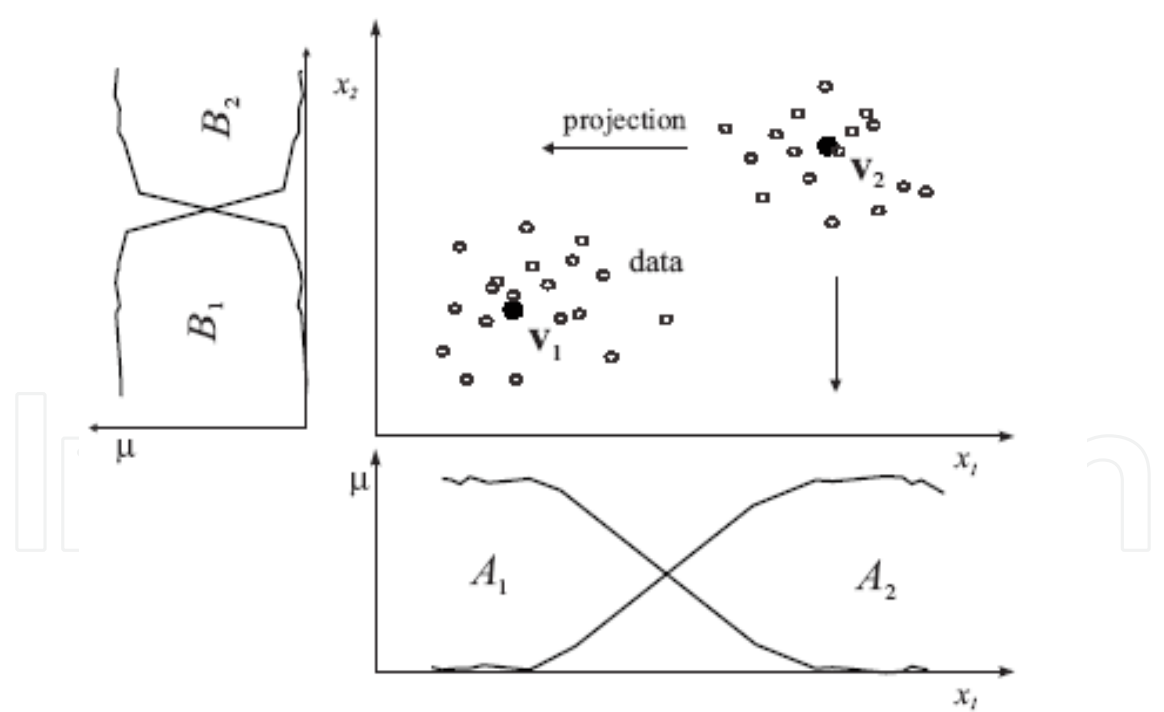 x₂
B₂
projection
v₂
data
B₁
v₁
μ
x₁
μ
A₁
A₂
x₁